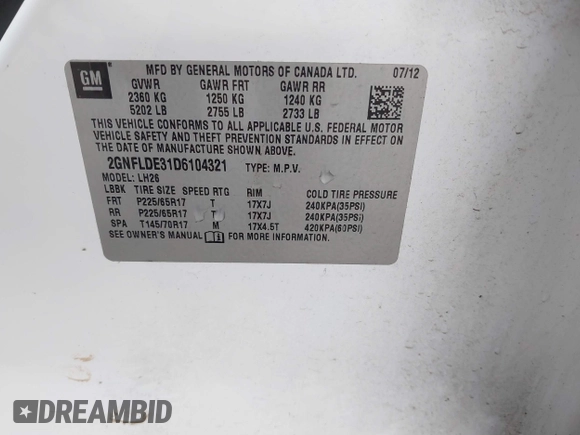 GM
MFD BY GENERAL MOTORS OF CANADA LTD. 07/12
GVWR GAWR FRT GAWR RR
2360 KG 1250 KG 1240 KG
5202 LB 2755 LB 2733 LB
THIS VEHICLE CONFORMS TO ALL APPLICABLE U.S. FEDERAL MOTOR
VEHICLE SAFETY AND THEFT PREVENTION STANDARDS IN EFFECT ON
THE DATE OF MANUFACTURE SHOWN ABOVE.
2GNFLDE31D6104321 TYPE: M.P.V.
MODEL: LH26
LBBK TIRE SIZE SPEED RTG RIM COLD TIRE PRESSURE
FRT P225/65R17 T 17X7J 240KPA(35PSI)
RR P225/65R17 T 17X7J 240KPA(35PSI)
SPA T145/70R17 M 17X4.5T 420KPA(60PSI)
SEE OWNER'S MANUAL FOR MORE INFORMATION.
DREAMBID